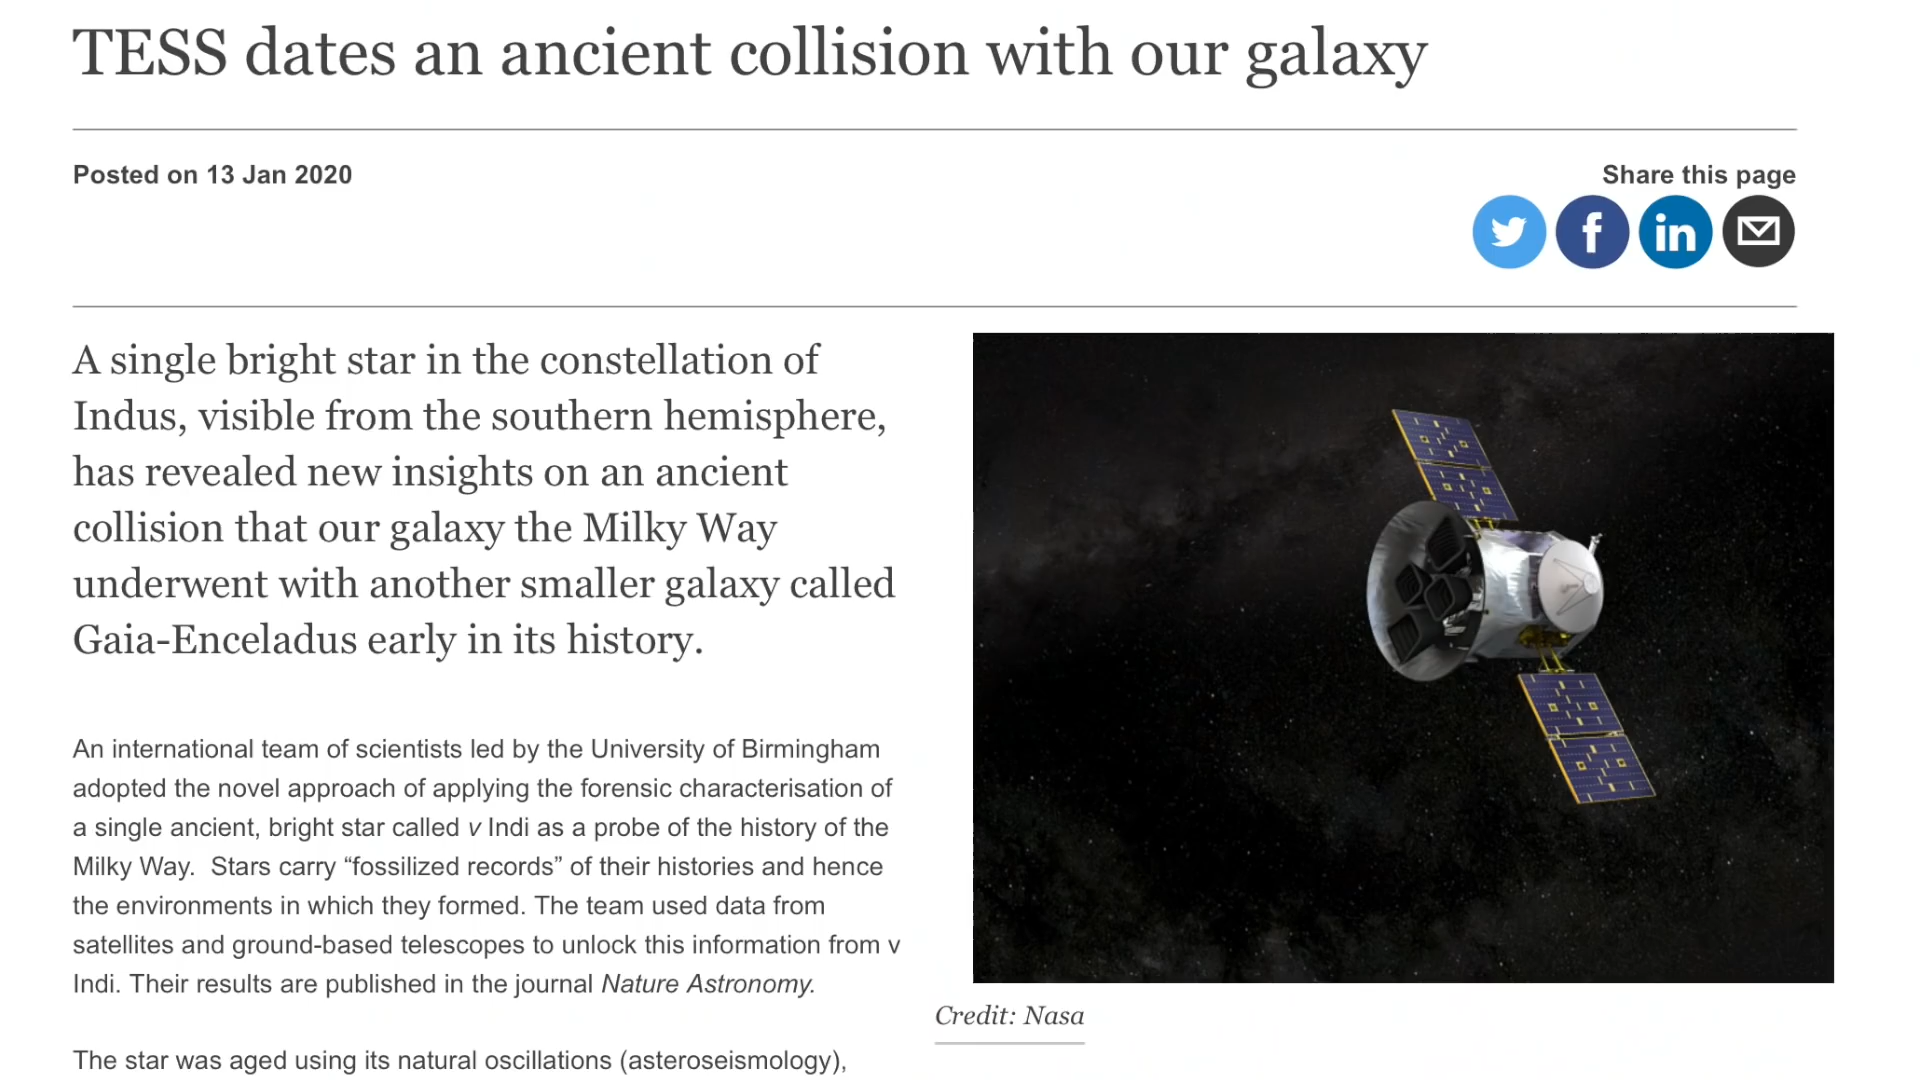 TESS dates an ancient collision with our galaxy
Posted on 13 Jan 2020
Share this page
f
in
A single bright star in the constellation of
Indus, visible from the southern hemisphere,
has revealed new insights on an ancient
collision that our galaxy the Milky Way
underwent with another smaller galaxy called
Gaia-Enceladus early in its history.
An international team of scientists led by the University of Birmingham
adopted the novel approach of applying the forensic characterisation of
a single ancient, bright star called v Indi as a probe of the history of the
Milky Way.  Stars carry “fossilized records” of their histories and hence
the environments in which they formed. The team used data from
satellites and ground-based telescopes to unlock this information from v
Indi. Their results are published in the journal Nature Astronomy.
The star was aged using its natural oscillations (asteroseismology),
Credit: Nasa